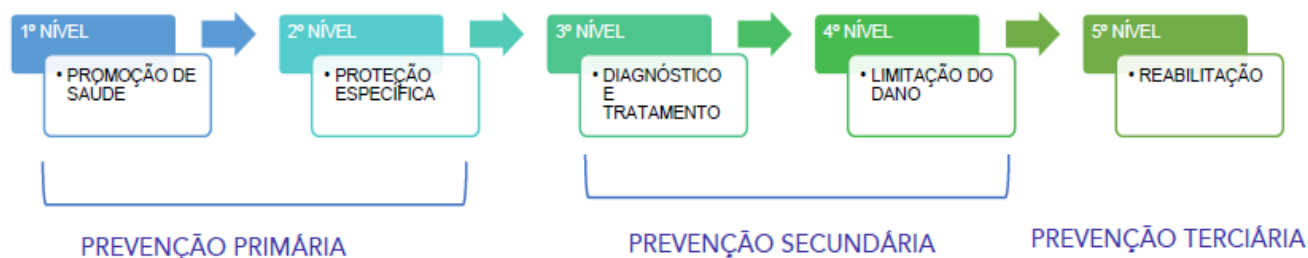 1º NÍVEL
• PROMOÇÃO DE
SAÚDE
2º NÍVEL
• PROTEÇÃO
ESPECÍFICA
3º NÍVEL
• DIAGNÓSTICO
E
TRATAMENTO
4º NÍVEL
• LIMITAÇÃO DO
DANO
5º NÍVEL
• REABILITAÇÃO
PREVENÇÃO PRIMÁRIA
PREVENÇÃO SECUNDÁRIA
PREVENÇÃO TERCIÁRIA